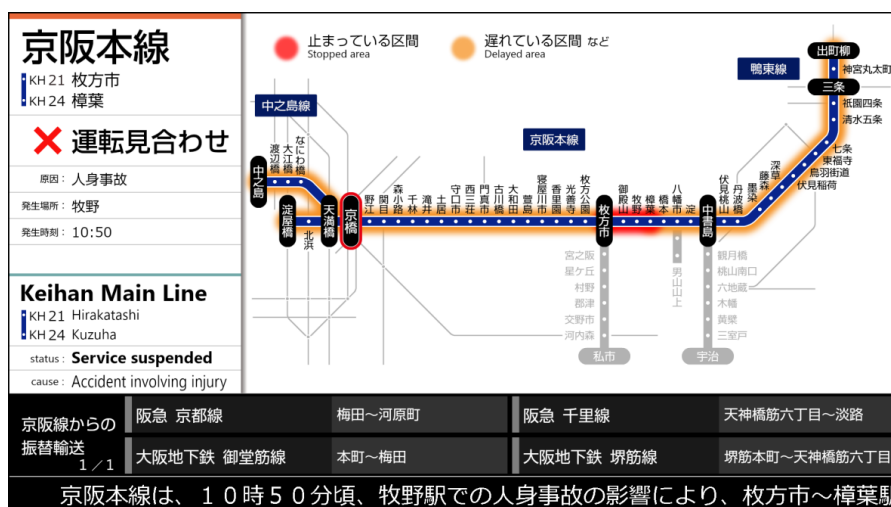 京阪本線
KH 21 枚方市
KH 24 樟葉
運転見合わせ
原因： 人身事故
発生場所： 牧野
発生時刻： 10:50
Keihan Main Line
KH 21 Hirakatashi
KH 24 Kuzuha
status : Service suspended
cause : Accident involving injury
止まっている区間
Stopped area
遅れている区間 など
Delayed area
中之島線
京阪本線
鴨東線
中之島
渡辺橋
大江橋
なにわ橋
天満橋
淀屋橋
北浜
京橋
野江
関目
森小路
千林
滝井
土居
守口市
西三荘
門真市
古川橋
大和田
萱島
寝屋川市
香里園
光善寺
枚方公園
枚方市
御殿山
牧野
樟葉
橋本
八幡市
淀
中書島
伏見桃山
丹波橋
墨染
藤森
深草
伏見稲荷
鳥羽街道
東福寺
七条
清水五条
祇園四条
三条
神宮丸太町
出町柳
宮之阪
星ケ丘
村野
郡津
交野市
河内森
私市
男山山上
観月橋
桃山南口
六地蔵
木幡
黄檗
三室戸
宇治
京阪線からの
振替輸送
1／1
阪急 京都線 梅田～河原町
阪急 千里線 天神橋筋六丁目～淡路
大阪地下鉄 御堂筋線 本町～梅田
大阪地下鉄 堺筋線 堺筋本町～天神橋筋六丁目
京阪本線は、１０時５０分頃、牧野駅での人身事故の影響により、枚方市～樟葉駅